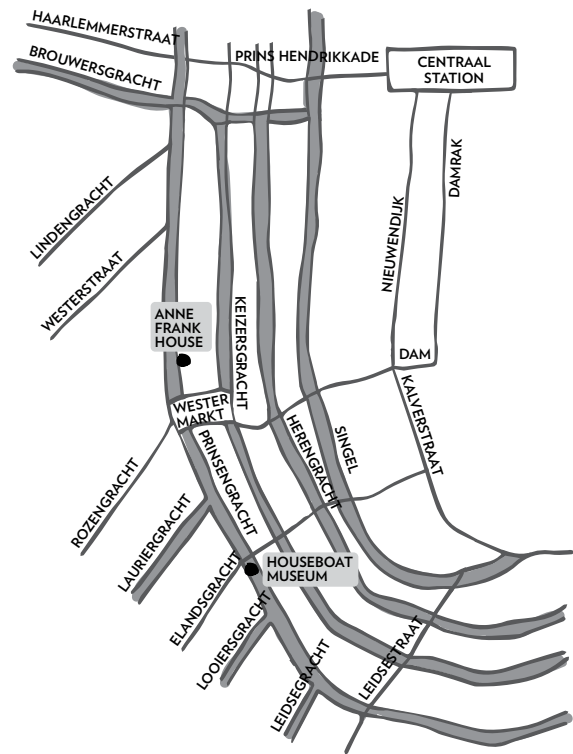 HAARLEMMERSTRAAT
PRINS HENDRIKKADE
CENTRAAL
STATION
BROUWERSGRACHT
DAMRAK
LINDENGRACHT
NIEUWENDIJK
WESTERSTRAAT
ANNE
FRANK
HOUSE
KEIZERSGRACHT
DAM
WESTER
MARKT
KALVERSTRAAT
HERENGRACHT
SINGEL
PRINSENGRACHT
ROZENGRACHT
LAURIERGRACHT
ELANDSGRACHT
HOUSEBOAT
MUSEUM
LOOIERSGRACHT
LEIDSEGRACHT
LEIDSESTRAAT